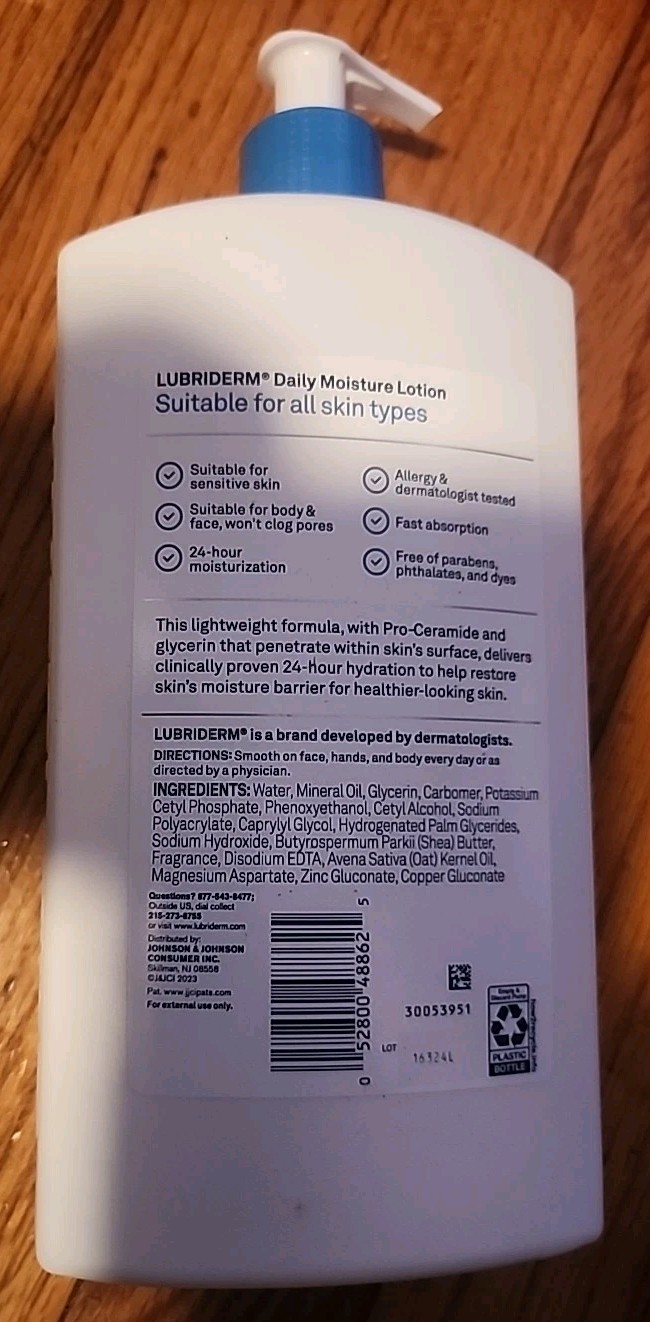 LUBRIDERM® Daily Moisture Lotion
Suitable for all skin types
Suitable for
sensitive skin
Suitable for body &
face, won't clog pores
24-hour
moisturization
Allergy &
dermatologist tested
Fast absorption
Free of parabens,
phthalates, and dyes
This lightweight formula, with Pro-Ceramide and
glycerin that penetrate within skin's surface, delivers
clinically proven 24-hour hydration to help restore
skin's moisture barrier for healthier-looking skin.
LUBRIDERM® is a brand developed by dermatologists.
DIRECTIONS: Smooth on face, hands, and body every day or as
directed by a physician.
INGREDIENTS: Water, Mineral Oil, Glycerin, Carbomer, Potassium
Cetyl Phosphate, Phenoxyethanol, Cetyl Alcohol, Sodium
Polyacrylate, Caprylyl Glycol, Hydrogenated Palm Glycerides,
Sodium Hydroxide, Butyrospermum Parkii (Shea) Butter,
Fragrance, Disodium EDTA, Avena Sativa (Oat) Kernel Oil,
Magnesium Aspartate, Zinc Gluconate, Copper Gluconate
Questions? 877-543-8477;
Outside US, dial collect
215-273-8755
or visit www.lubriderm.com
Distributed by:
JOHNSON & JOHNSON
CONSUMER INC.
Skillman, NJ 08558
©J&JCI 2023
Pat. www.jjcipats.com
For external use only.
0 52800 48862 5
30053951
LOT
16324L
Empty &
PLASTIC
BOTTLE